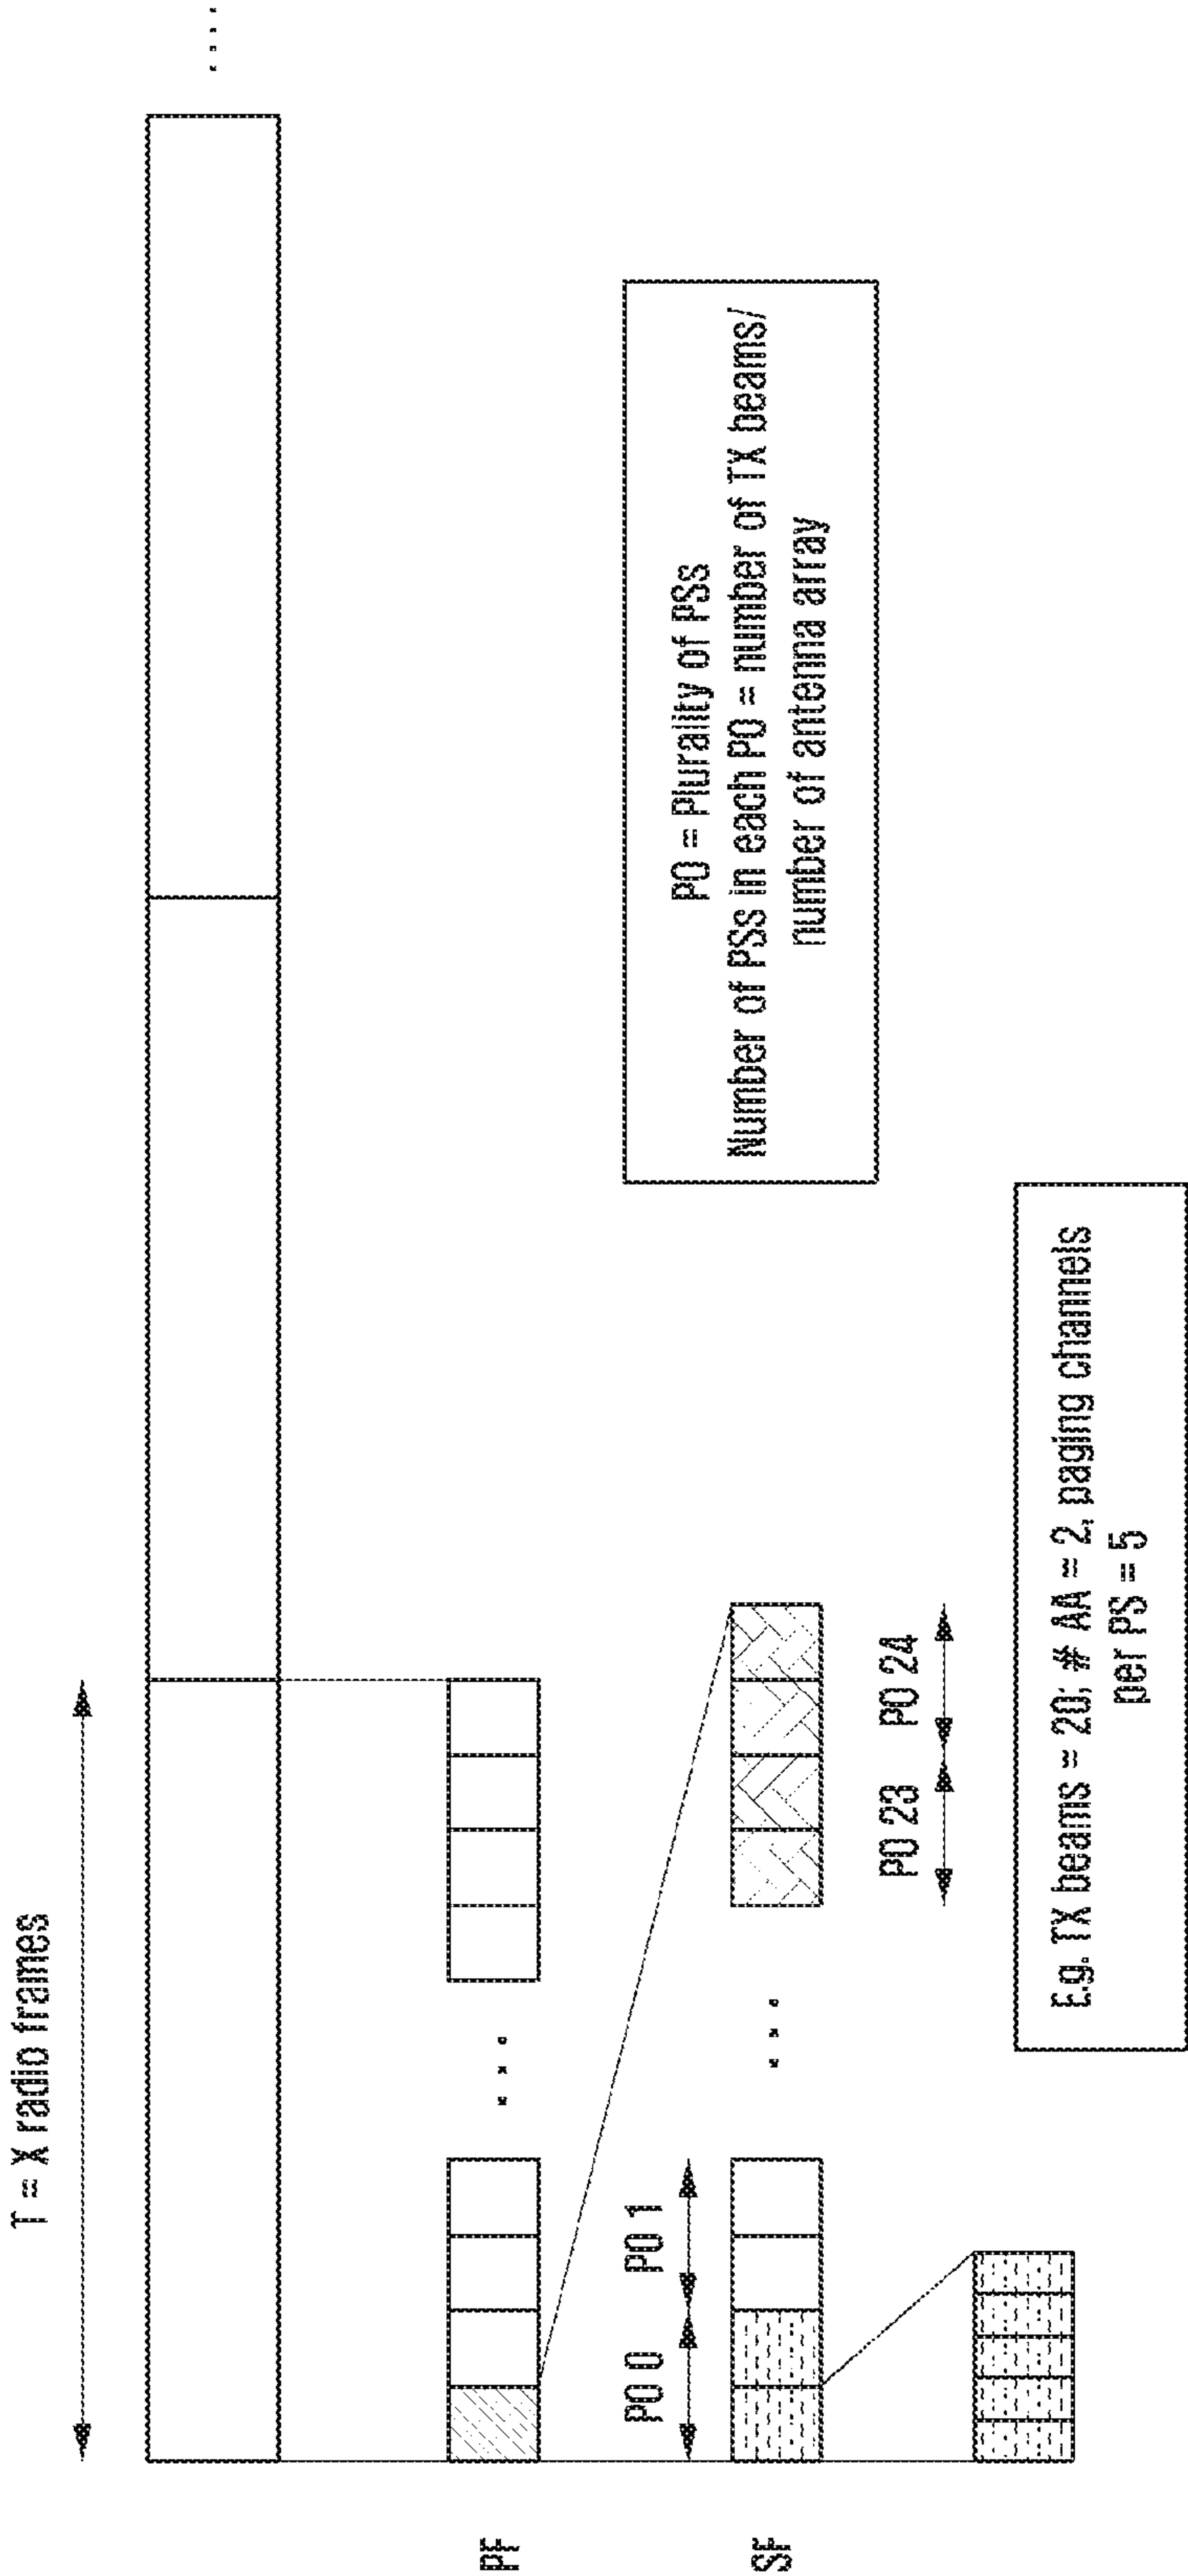 T = X radio frames
PF
PO 0
PO 1
SF
PO 23
PO 24
PO = Plurality of PSs
Number of PSs in each PO = number of TX beams/
number of antenna array
E.g. TX beams = 20; # AA = 2, paging channels
per PS = 5